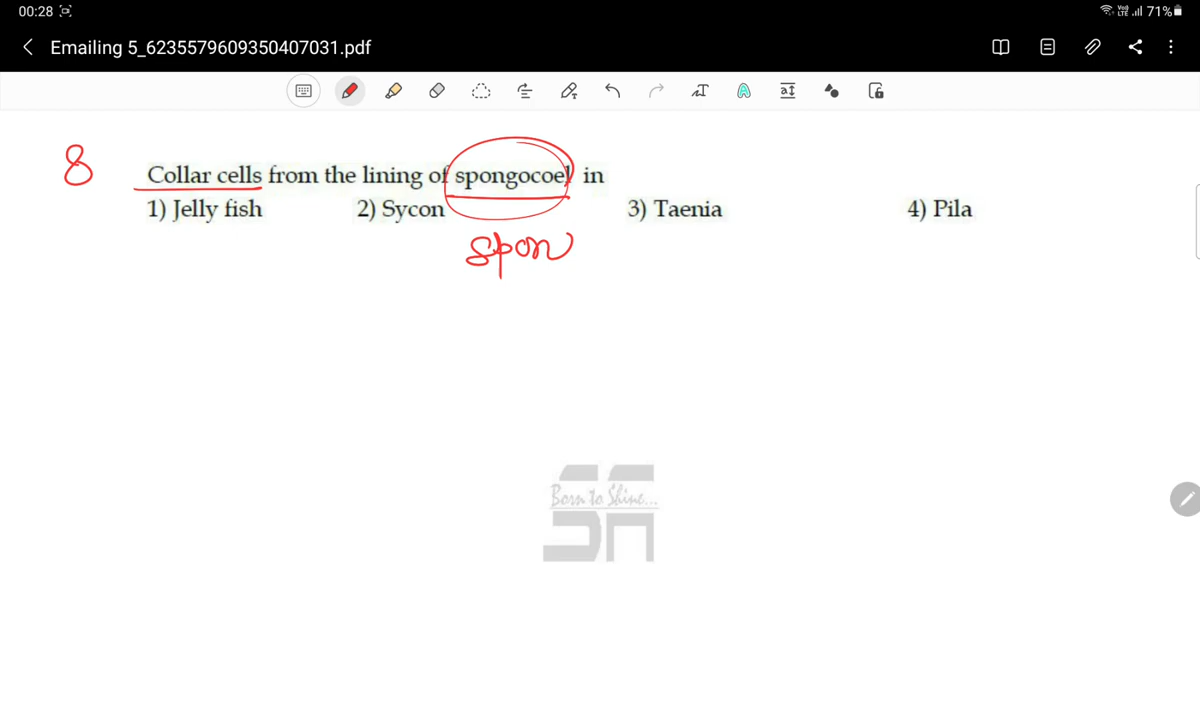 00:28 71%
Emailing 5_6235579609350407031.pdf
8 Collar cells from the lining of spongocoel in
1) Jelly fish 2) Sycon 3) Taenia 4) Pila
spon
Born to Shine...
SR